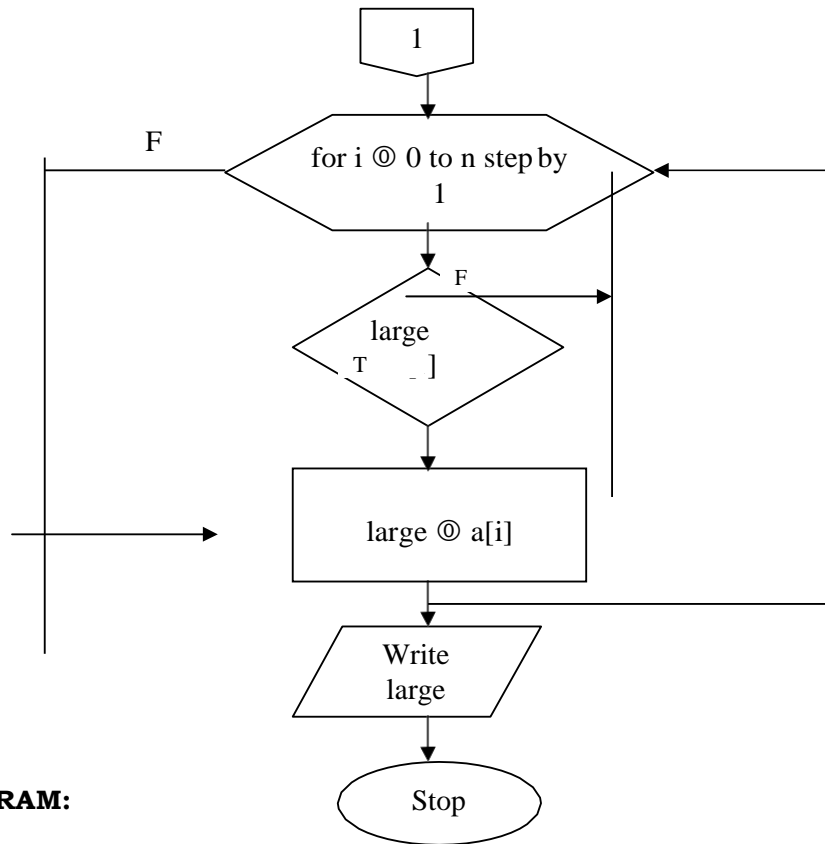 1
F
for i ⓪ 0 to n step by
1
F
large
T _ ]
large ⓪ a[i]
Write
large
RAM:
Stop